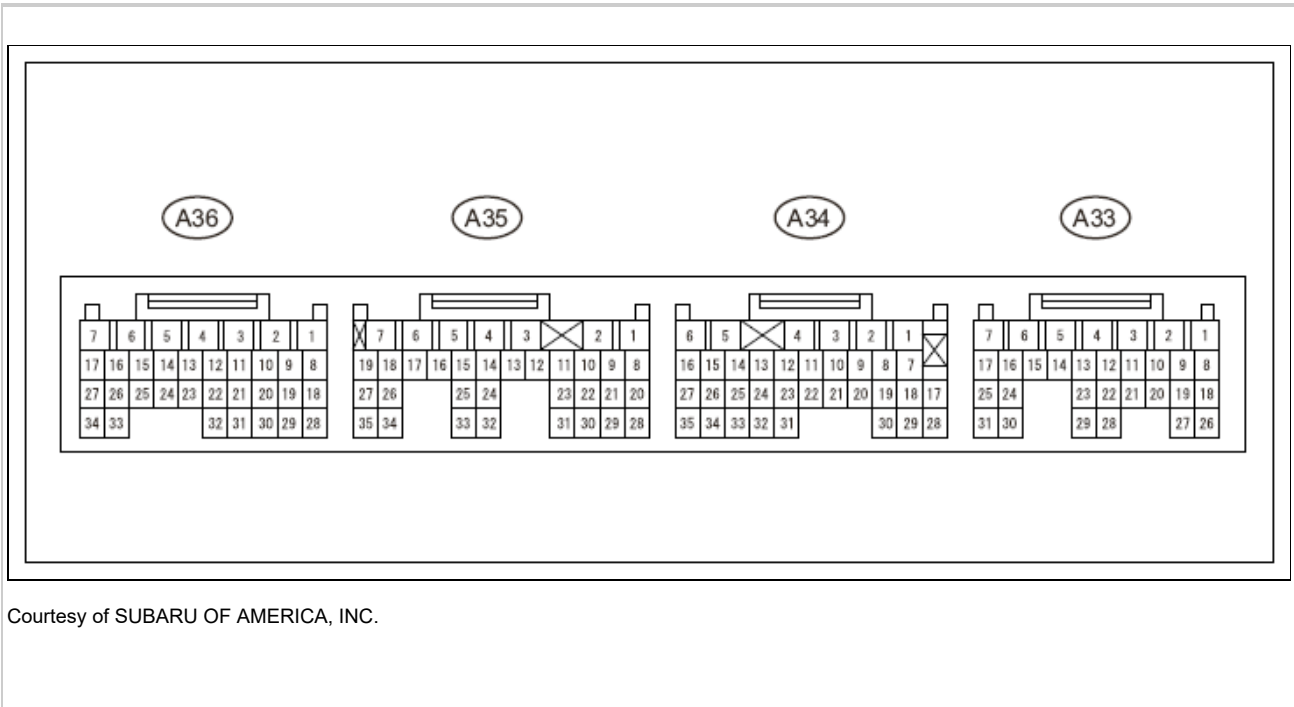 A36 A35 A34 A33
7 6 5 4 3 2 1 7 6 5 4 3 2 1 6 5 4 3 2 1 7 6 5 4 3 2 1
17 16 15 14 13 12 11 10 9 8 19 18 17 16 15 14 13 12 11 10 9 8 16 15 14 13 12 11 10 9 8 7 17 16 15 14 13 12 11 10 9 8
27 26 25 24 23 22 21 20 19 18 27 26 25 24 23 22 21 20 27 26 25 24 23 22 21 20 19 18 17 25 24 23 22 21 20 19 18
34 33 32 31 30 29 28 35 34 33 32 31 30 29 28 35 34 33 32 31 30 29 28 31 30 29 28 27 26
Courtesy of SUBARU OF AMERICA, INC.